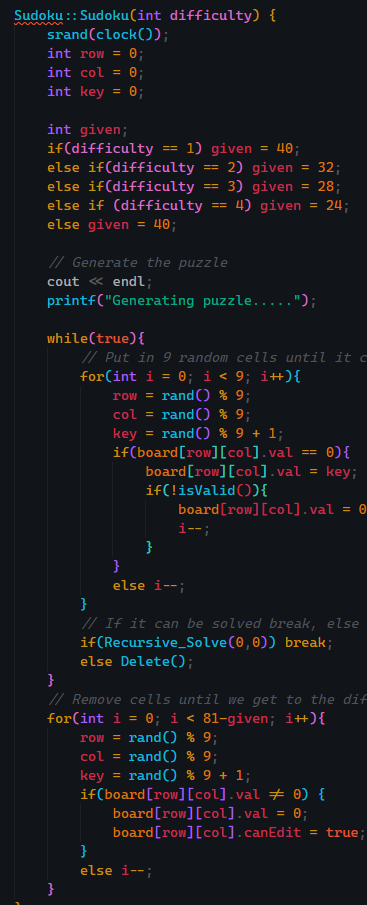 Sudoku::Sudoku(int difficulty) {
    srand(clock());
    int row = 0;
    int col = 0;
    int key = 0;

    int given;
    if(difficulty == 1) given = 40;
    else if(difficulty == 2) given = 32;
    else if(difficulty == 3) given = 28;
    else if (difficulty == 4) given = 24;
    else given = 40;

    // Generate the puzzle
    cout << endl;
    printf("Generating puzzle.....");

    while(true){
        // Put in 9 random cells until it c
        for(int i = 0; i < 9; i++){
            row = rand() % 9;
            col = rand() % 9;
            key = rand() % 9 + 1;
            if(board[row][col].val == 0){
                board[row][col].val = key;
                if(!isValid()){
                    board[row][col].val = 0
                    i--;
                }
            }
            else i--;
        }
        // If it can be solved break, else
        if(Recursive_Solve(0,0)) break;
        else Delete();
    }
    // Remove cells until we get to the dif
    for(int i = 0; i < 81-given; i++){
        row = rand() % 9;
        col = rand() % 9;
        key = rand() % 9 + 1;
        if(board[row][col].val != 0) {
            board[row][col].val = 0;
            board[row][col].canEdit = true;
        }
        else i--;
    }